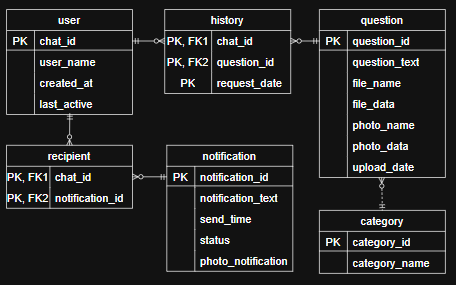 user
PK chat_id
user_name
created_at
last_active
history
PK, FK1 chat_id
PK, FK2 question_id
PK request_date
question
PK question_id
question_text
file_name
file_data
photo_name
photo_data
upload_date
recipient
PK, FK1 chat_id
PK, FK2 notification_id
notification
PK notification_id
notification_text
send_time
status
photo_notification
category
PK category_id
category_name